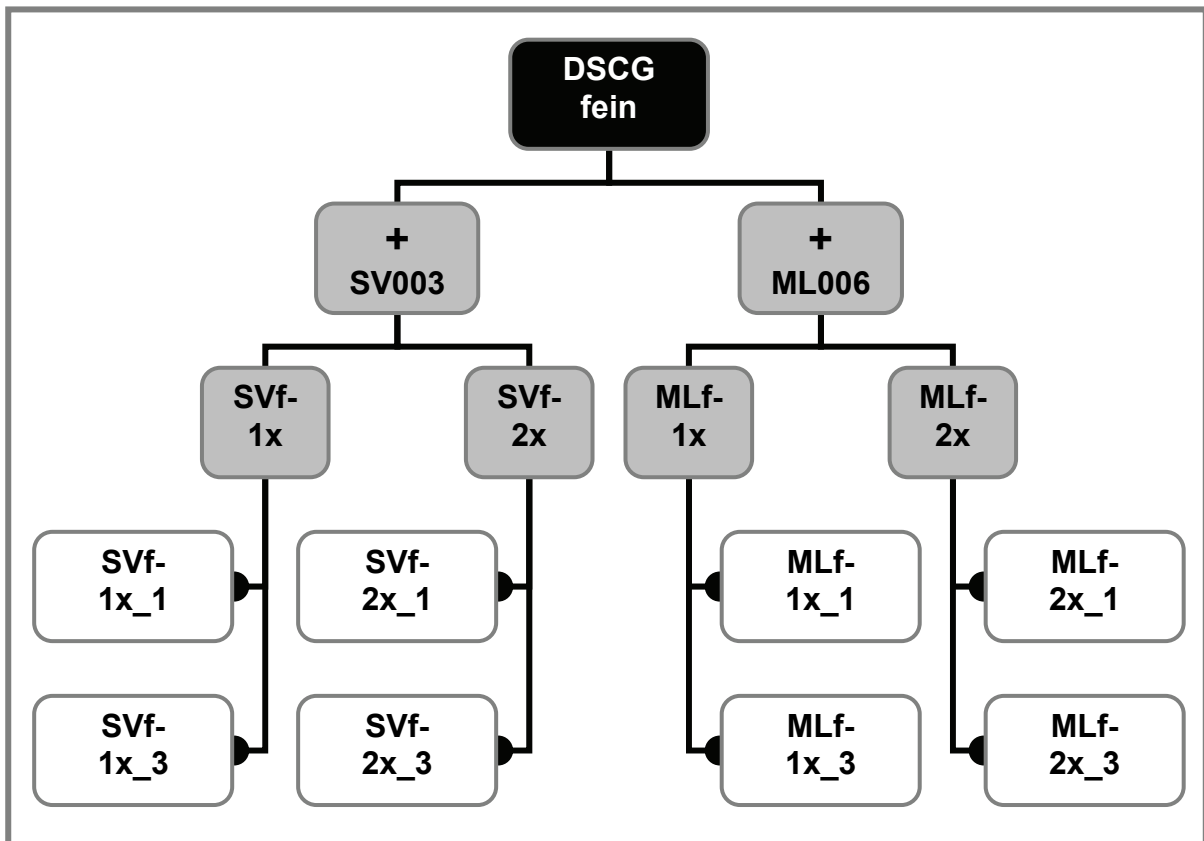 DSCG
fein
+
SV003
+
ML006
SVf-
1x
SVf-
2x
MLf-
1x
MLf-
2x
SVf-
1x_1
SVf-
2x_1
MLf-
1x_1
MLf-
2x_1
SVf-
1x_3
SVf-
2x_3
MLf-
1x_3
MLf-
2x_3